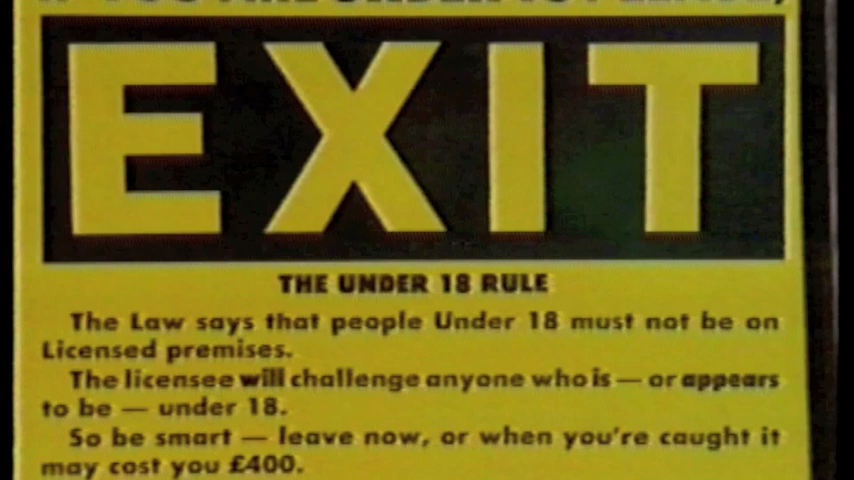 EXIT
THE UNDER 18 RULE
The Law says that people Under 18 must not be on
Licensed premises.
The licensee will challenge anyone who is — or appears
to be — under 18.
So be smart — leave now, or when you're caught it
may cost you £400.